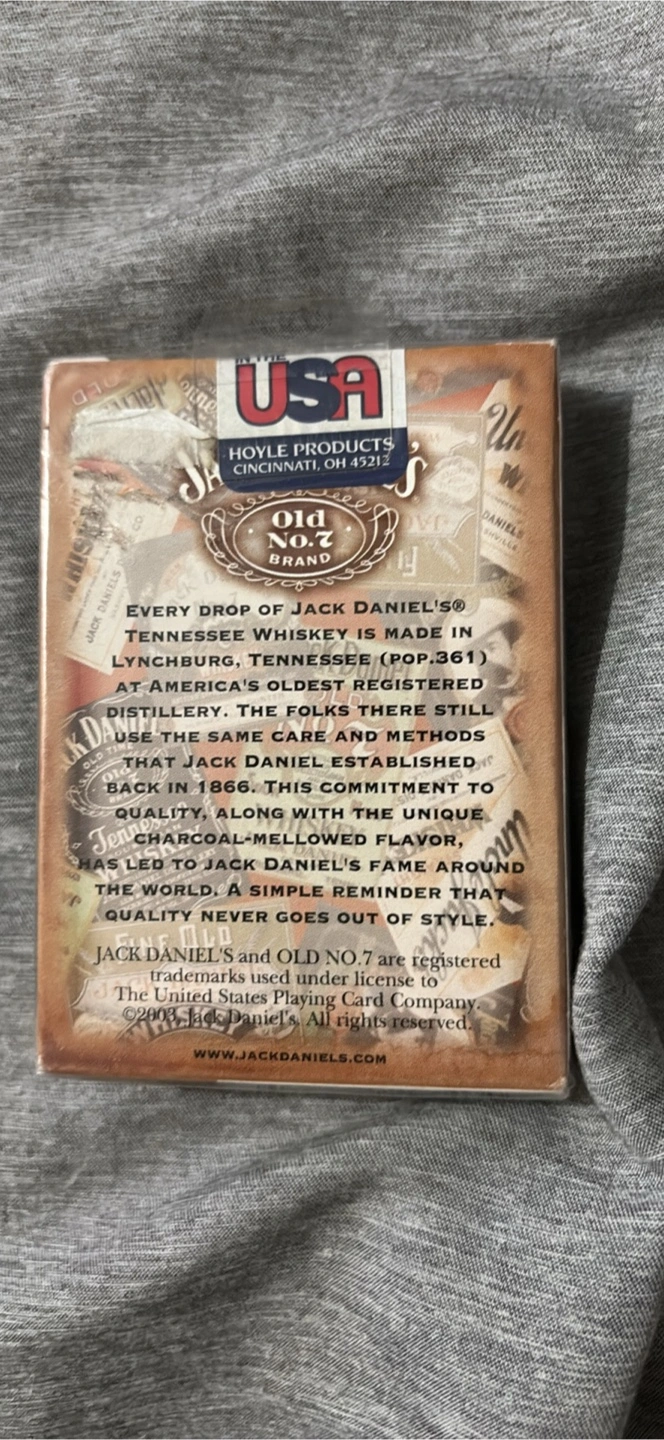 IN THE
USA
HOYLE PRODUCTS
CINCINNATI, OH 45212
Old
No.7
BRAND
EVERY DROP OF JACK DANIEL'S®
TENNESSEE WHISKEY IS MADE IN
LYNCHBURG, TENNESSEE (POP.361)
AT AMERICA'S OLDEST REGISTERED
DISTILLERY. THE FOLKS THERE STILL
USE THE SAME CARE AND METHODS
THAT JACK DANIEL ESTABLISHED
BACK IN 1866. THIS COMMITMENT TO
QUALITY, ALONG WITH THE UNIQUE
CHARCOAL-MELLOWED FLAVOR,
HAS LED TO JACK DANIEL'S FAME AROUND
THE WORLD. A SIMPLE REMINDER THAT
QUALITY NEVER GOES OUT OF STYLE.
JACK DANIEL'S and OLD NO.7 are registered
trademarks used under license to
The United States Playing Card Company.
©2003 Jack Daniel's. All rights reserved.
WWW.JACKDANIELS.COM